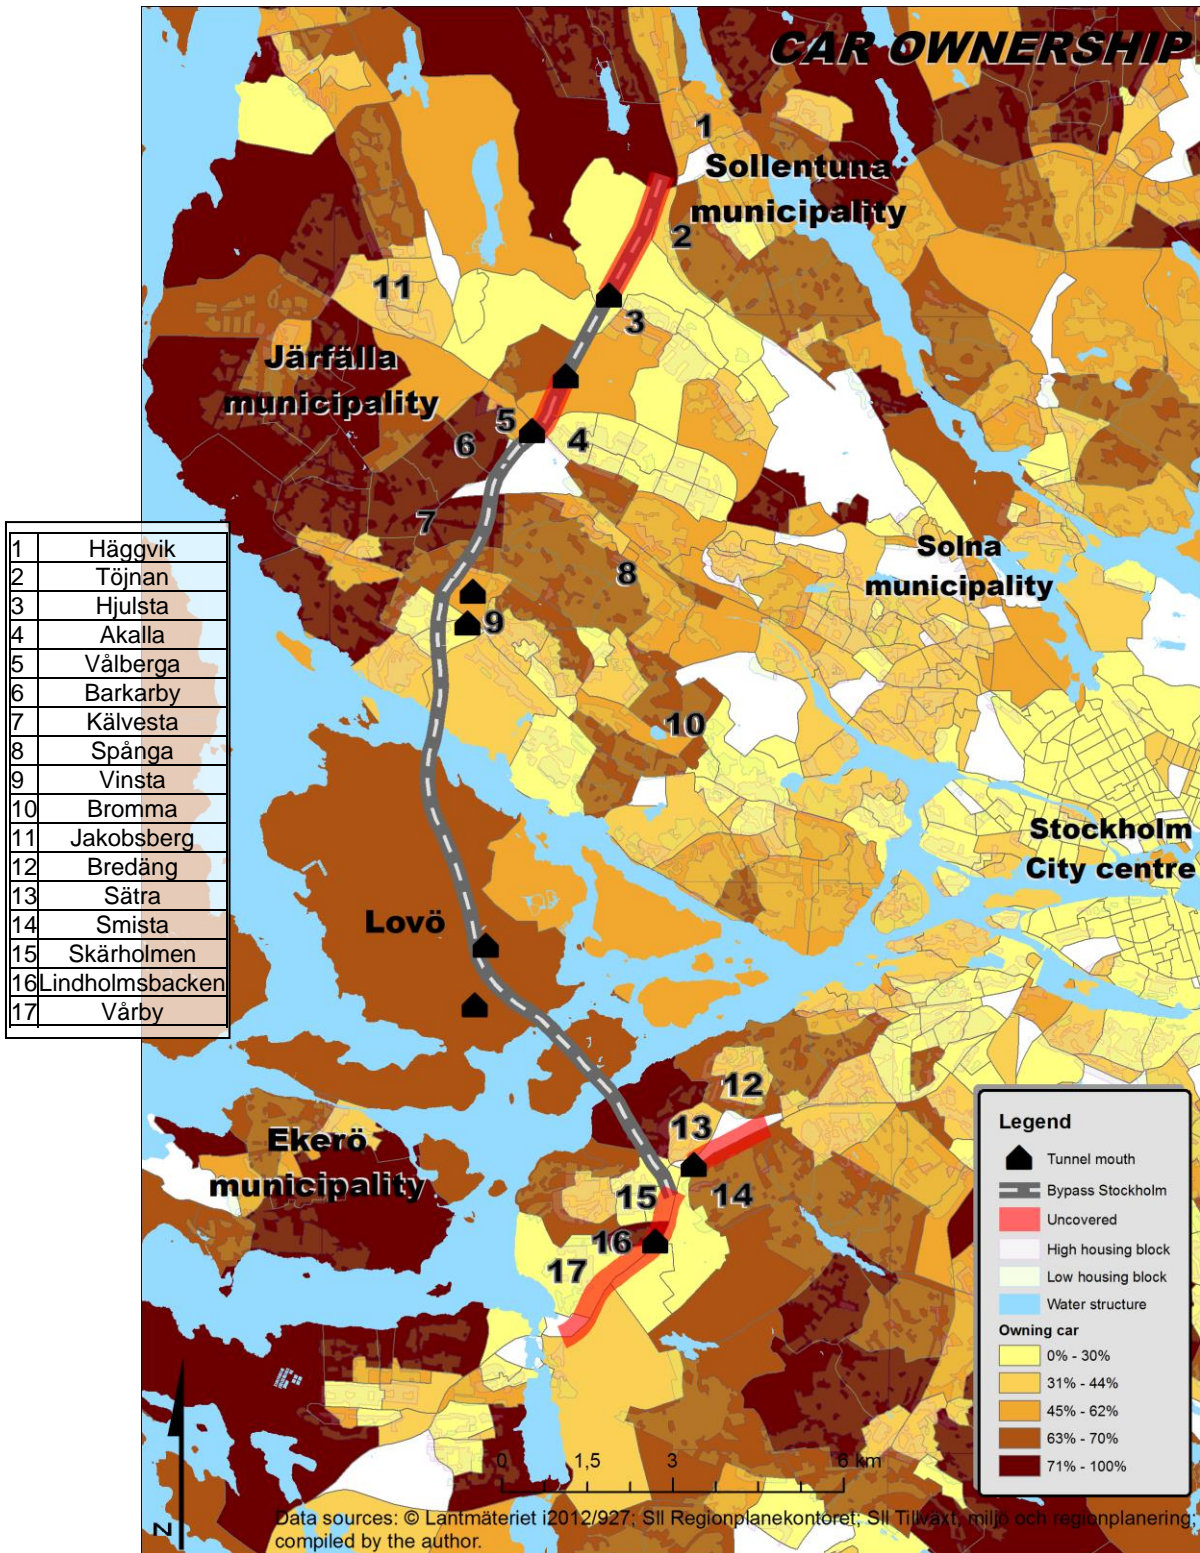 CAR OWNERSHIP
1
Sollentuna
municipality
2
11
3
Järfälla
municipality
5
4
6
7
Solna
municipality
8
9
10
Stockholm
City centre
Lovö
12
13
Ekerö
municipality
15
14
16
17
1 Häggvik
2 Töjnan
3 Hjulsta
4 Akalla
5 Vålberga
6 Barkarby
7 Kälvesta
8 Spånga
9 Vinsta
10 Bromma
11 Jakobsberg
12 Bredäng
13 Sätra
14 Smista
15 Skärholmen
16 Lindholmsbacken
17 Vårby
Legend
Tunnel mouth
Bypass Stockholm
Uncovered
High housing block
Low housing block
Water structure
Owning car
0% - 30%
31% - 44%
45% - 62%
63% - 70%
71% - 100%
0 1,5 3 6 km
N
Data sources: © Lantmäteriet i2012/927; Sll Regionplanekontoret; Sll Tillväxt, miljö och regionplanering;
compiled by the author.